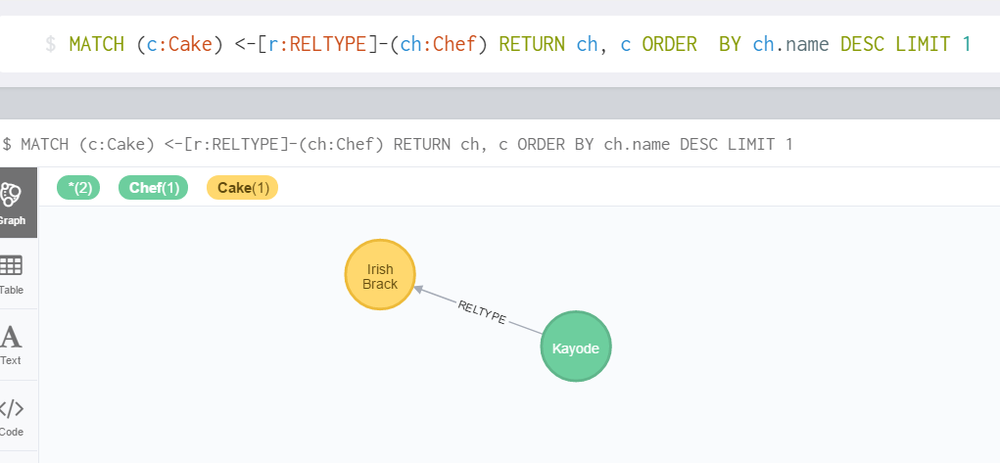 $ MATCH (c:Cake) <-[r:RELTYPE]-(ch:Chef) RETURN ch, c ORDER  BY ch.name DESC LIMIT 1
$ MATCH (c:Cake) <-[r:RELTYPE]-(ch:Chef) RETURN ch, c ORDER BY ch.name DESC LIMIT 1
*(2) Chef(1) Cake(1)
Graph
Table
Text
Code
Irish
Brack
RELTYPE
Kayode